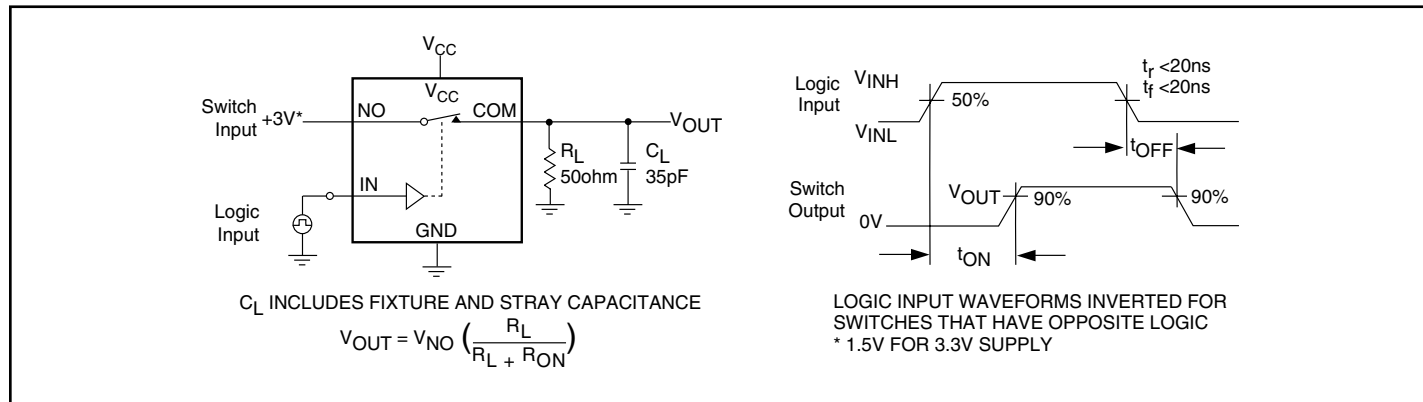 VCC
VCC
Switch
Input
+3V*
NO
COM
VOUT
RL
50ohm
CL
35pF
IN
Logic
Input
GND
CL INCLUDES FIXTURE AND STRAY CAPACITANCE
VOUT = VNO (RL / RL + RON)
Logic
Input
VINH
VINL
50%
tr <20ns
tf <20ns
tOFF
Switch
Output
VOUT
0V
90%
90%
tON
LOGIC INPUT WAVEFORMS INVERTED FOR
SWITCHES THAT HAVE OPPOSITE LOGIC
* 1.5V FOR 3.3V SUPPLY